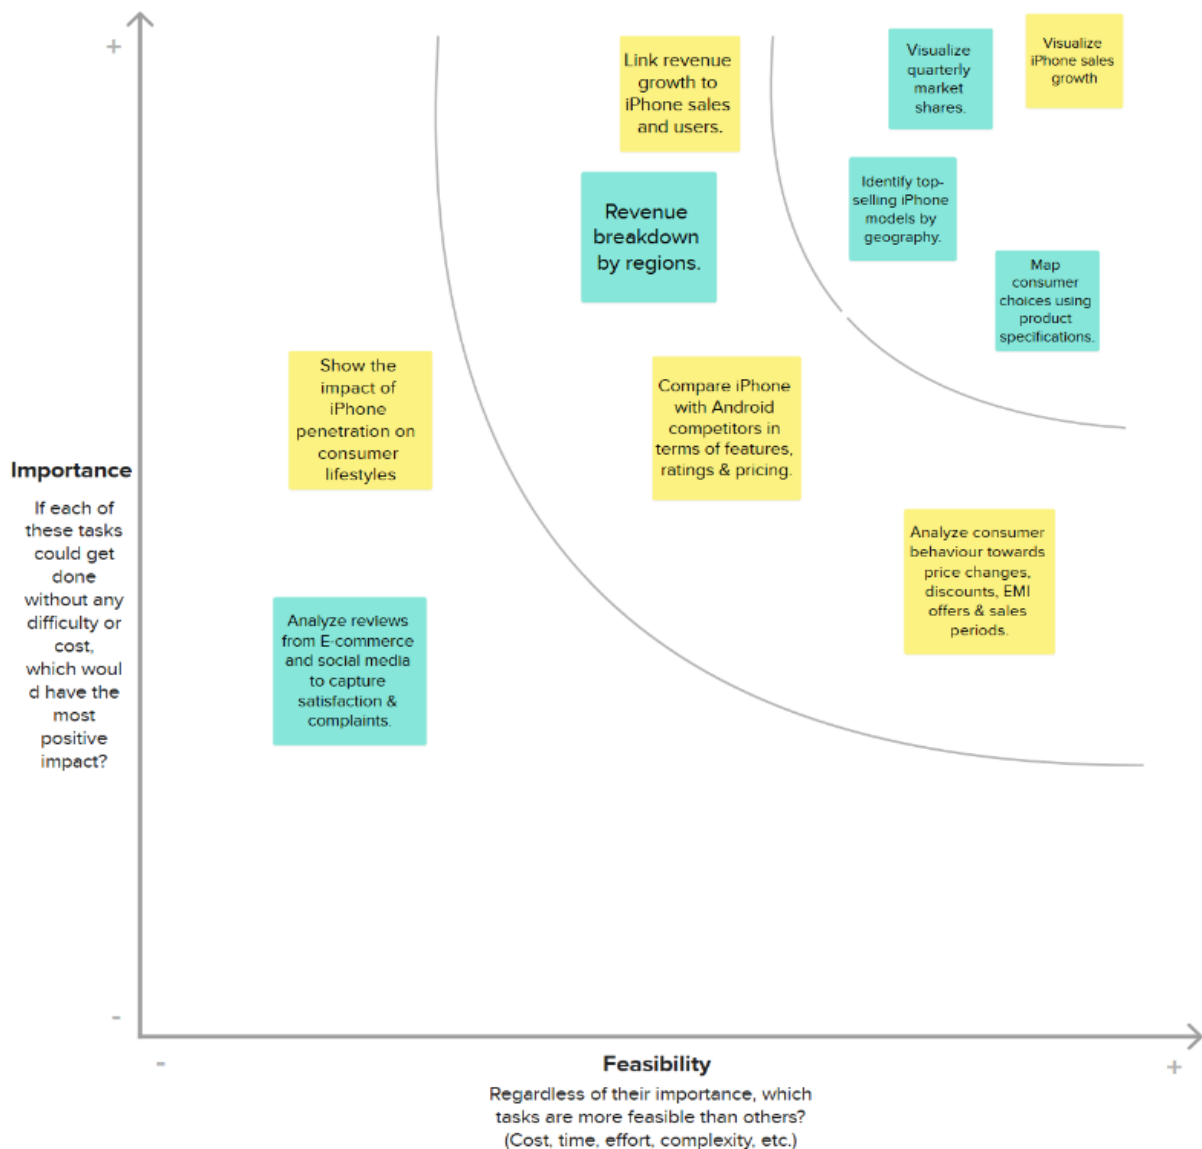 +
Visualize
quarterly
market
shares.
Visualize
iPhone sales
growth
Link revenue
growth to
iPhone sales
and users.
Identify top-
selling iPhone
models by
geography.
Revenue
breakdown
by regions.
Map
consumer
choices using
product
specifications.
Show the
impact of
iPhone
penetration on
consumer
lifestyles
Compare iPhone
with Android
competitors in
terms of features,
ratings & pricing.
Importance
If each of
these tasks
could get
done
without any
difficulty or
cost,
which woul
d have the
most
positive
impact?
Analyze consumer
behaviour towards
price changes,
discounts, EMI
offers & sales
periods.
Analyze reviews
from E-commerce
and social media
to capture
satisfaction &
complaints.
-
-
Feasibility
+
Regardless of their importance, which
tasks are more feasible than others?
(Cost, time, effort, complexity, etc.)